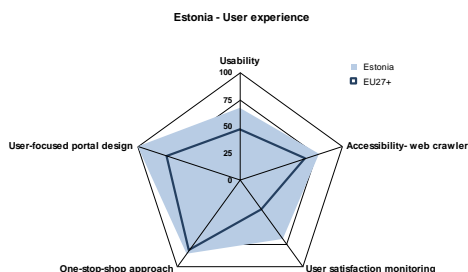 Estonia - User experience
Usability
100
75
50
25
0
Estonia
EU27+
User-focused portal design
Accessibility- web crawler
One-stop-shop approach
User satisfaction monitoring